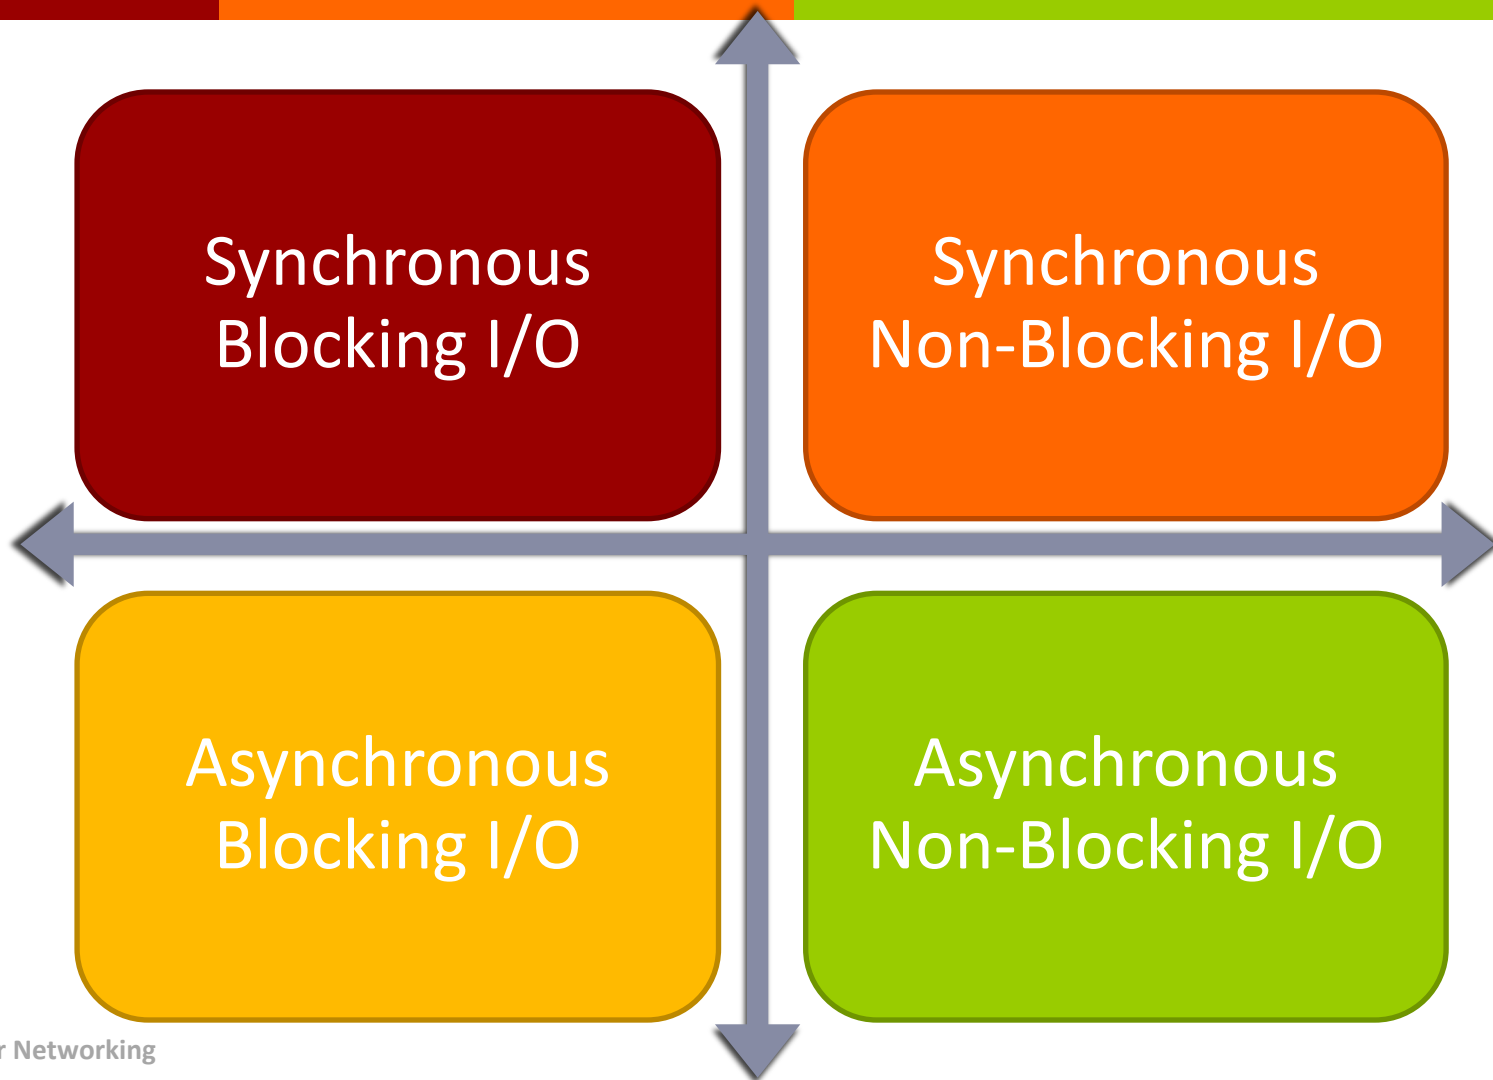 Synchronous
Blocking I/O
Synchronous
Non-Blocking I/O
Asynchronous
Blocking I/O
Asynchronous
Non-Blocking I/O
r Networking